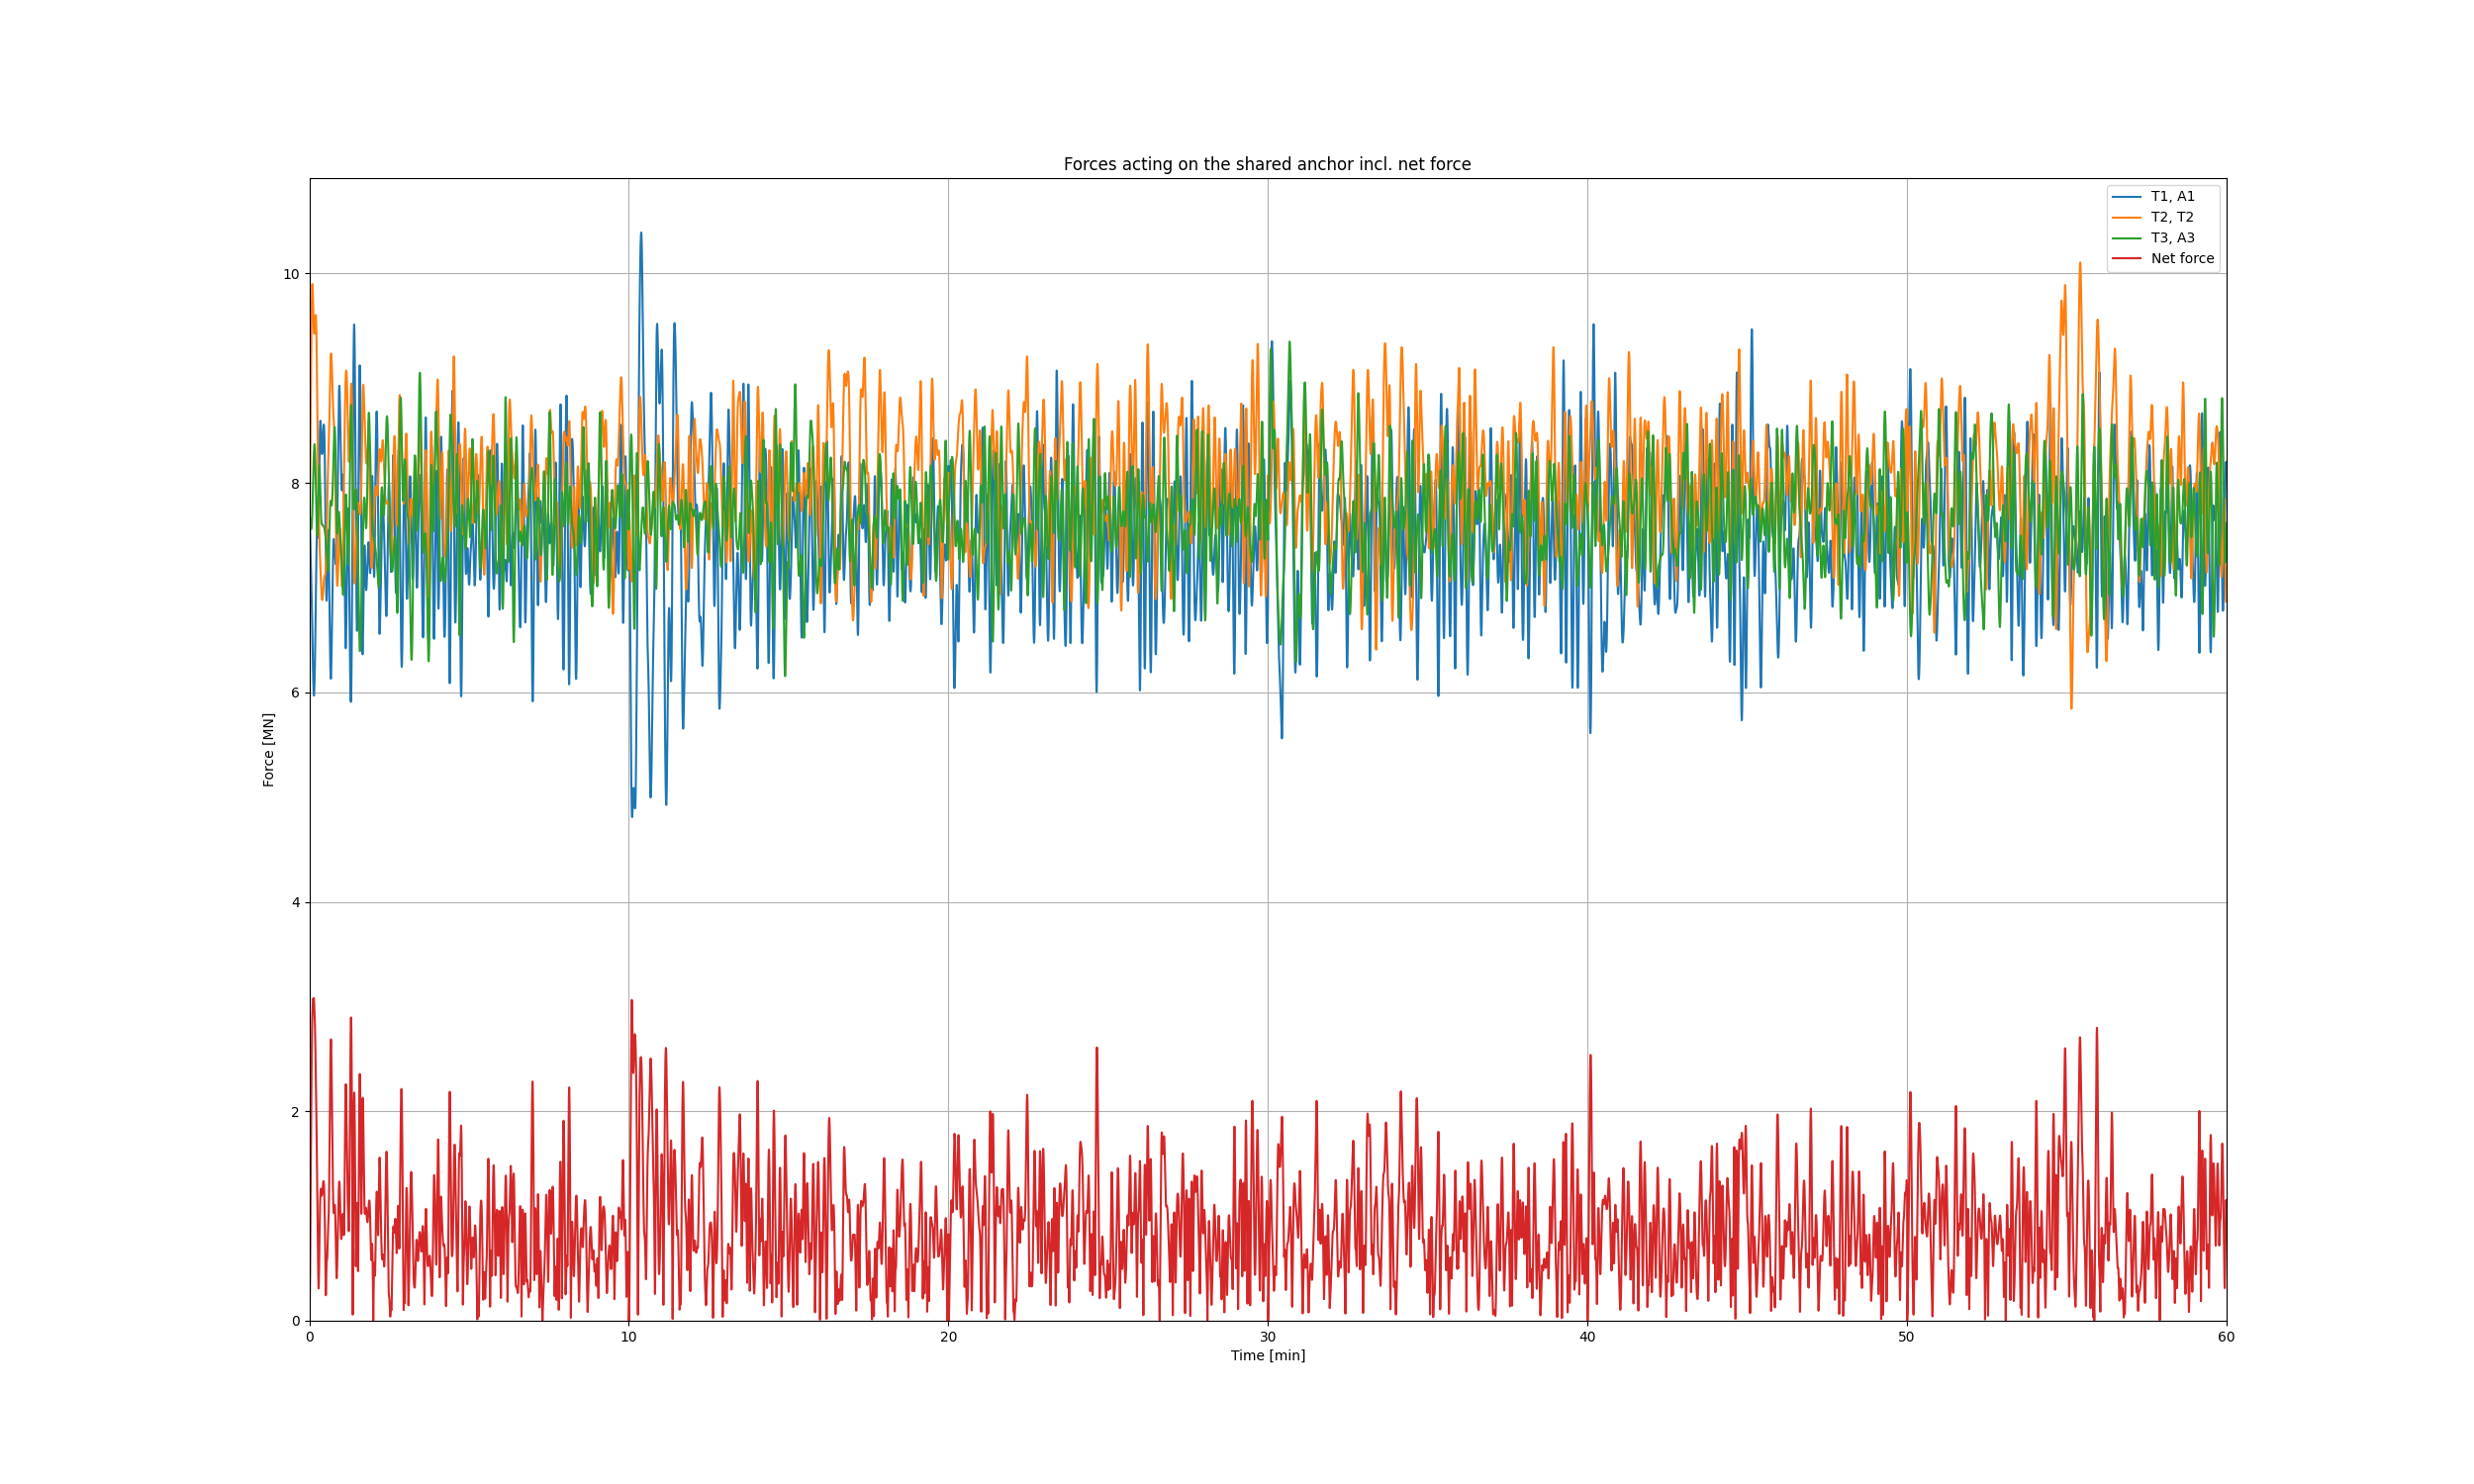 Forces acting on the shared anchor incl. net force
T1, A1
T2, T2
T3, A3
Net force
10
8
6
4
2
0
Force [MN]
0 10 20 30 40 50 60
Time [min]